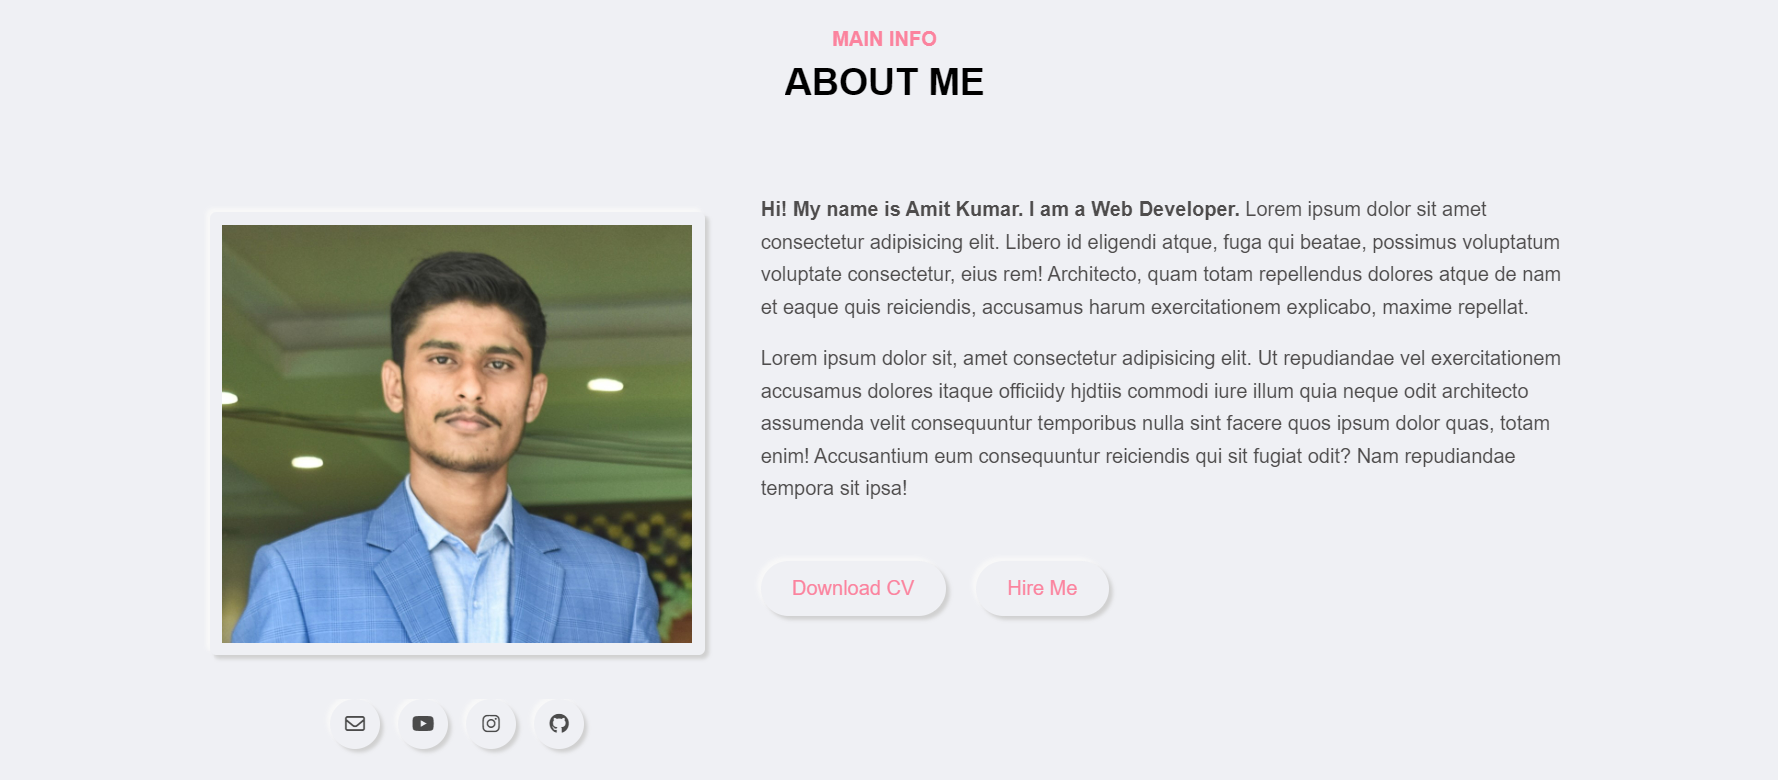 MAIN INFO
ABOUT ME
Hi! My name is Amit Kumar. I am a Web Developer. Lorem ipsum dolor sit amet
consectetur adipisicing elit. Libero id eligendi atque, fuga qui beatae, possimus voluptatum
voluptate consectetur, eius rem! Architecto, quam totam repellendus dolores atque de nam
et eaque quis reiciendis, accusamus harum exercitationem explicabo, maxime repellat.
Lorem ipsum dolor sit, amet consectetur adipisicing elit. Ut repudiandae vel exercitationem
accusamus dolores itaque officiidy hjdtiis commodi iure illum quia neque odit architecto
assumenda velit consequuntur temporibus nulla sint facere quos ipsum dolor quas, totam
enim! Accusantium eum consequuntur reiciendis qui sit fugiat odit? Nam repudiandae
tempora sit ipsa!
Download CV
Hire Me